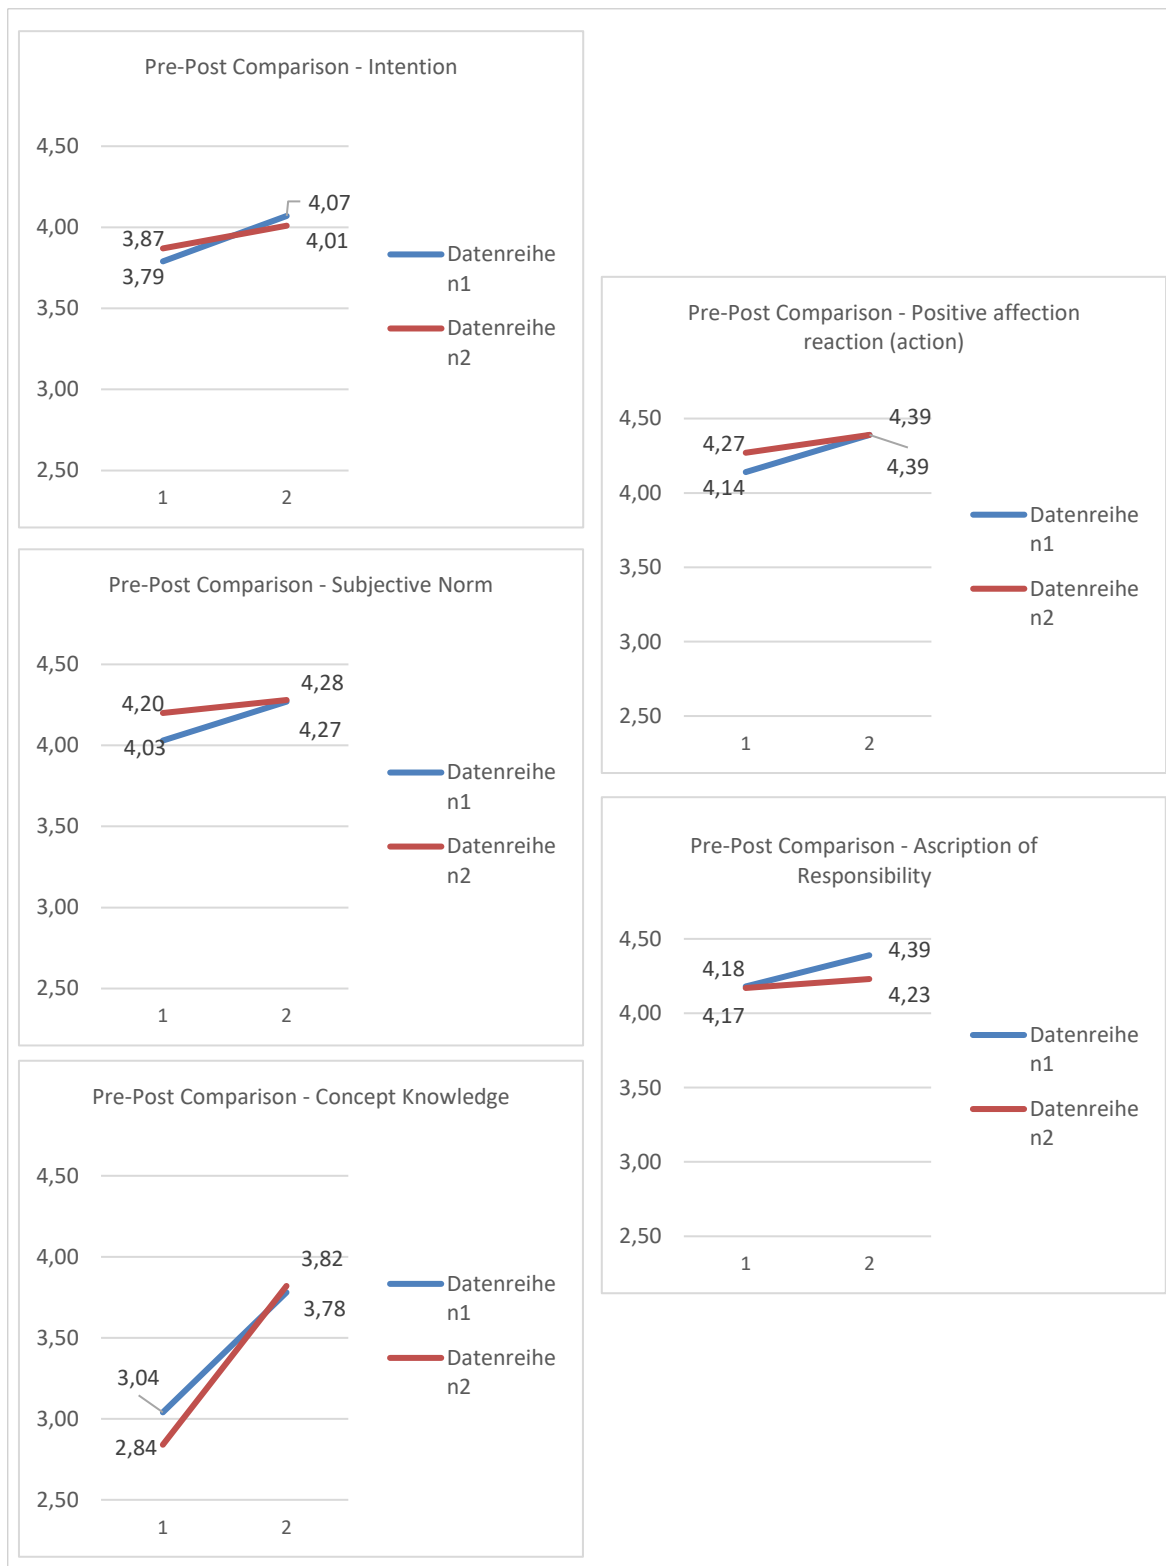 Pre-Post Comparison - Intention
4,50
4,00
3,50
3,00
2,50
3,87
3,79
4,07
4,01
1
2
Datenreihe
n1
Datenreihe
n2
Pre-Post Comparison - Subjective Norm
4,50
4,00
3,50
3,00
2,50
4,20
4,03
4,28
4,27
1
2
Datenreihe
n1
Datenreihe
n2
Pre-Post Comparison - Concept Knowledge
4,50
4,00
3,50
3,00
2,50
3,04
2,84
3,82
3,78
1
2
Datenreihe
n1
Datenreihe
n2
Pre-Post Comparison - Positive affection
reaction (action)
4,50
4,00
3,50
3,00
2,50
4,27
4,14
4,39
4,39
1
2
Datenreihe
n1
Datenreihe
n2
Pre-Post Comparison - Ascription of
Responsibility
4,50
4,00
3,50
3,00
2,50
4,18
4,17
4,39
4,23
1
2
Datenreihe
n1
Datenreihe
n2